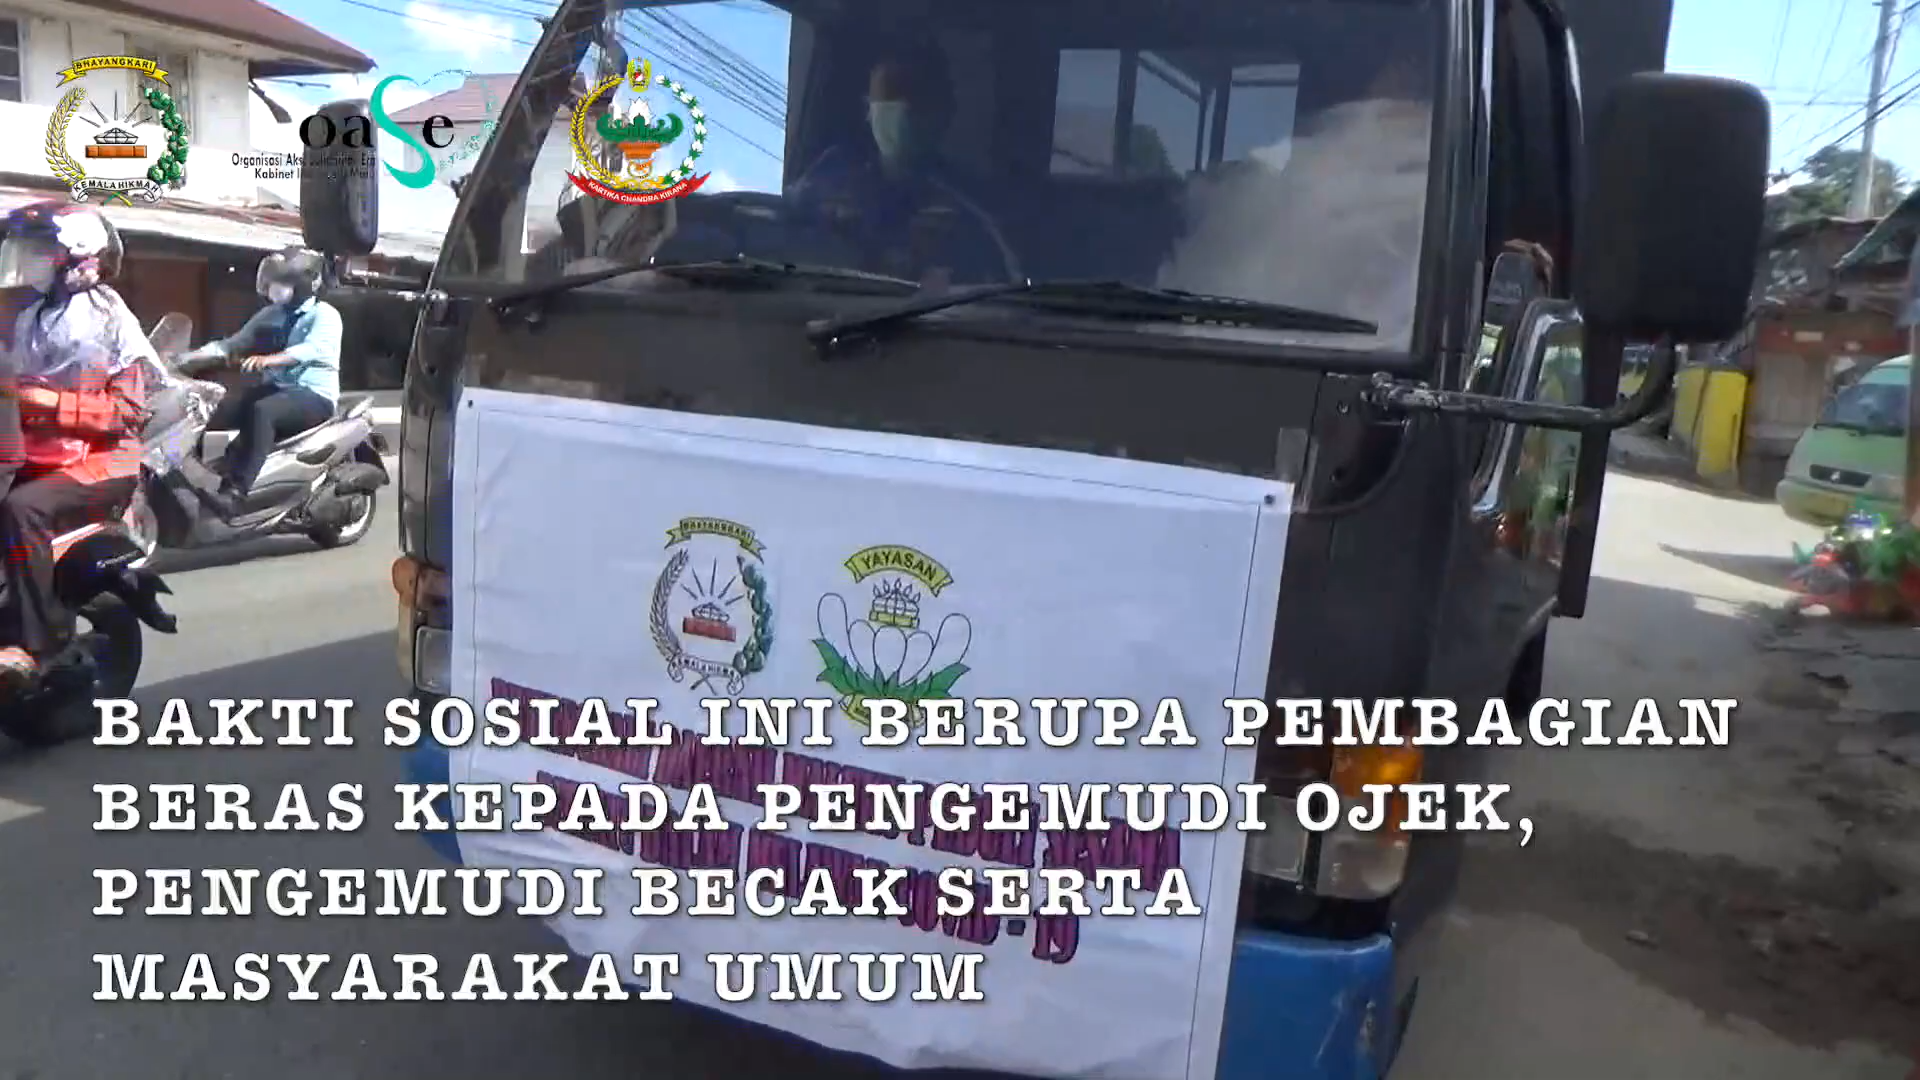 BHAYANGKARI
KEMALA HIKMAH
oase
Organisasi Aksi
Kabinet
KARTIKA CHANDRA KIRANA
BHAYANGKARI
KEMALA HIKMAH
YAYASAN
BAKTI SOSIAL INI BERUPA PEMBAGIAN
BERAS KEPADA PENGEMUDI OJEK,
PENGEMUDI BECAK SERTA
MASYARAKAT UMUM
- 19